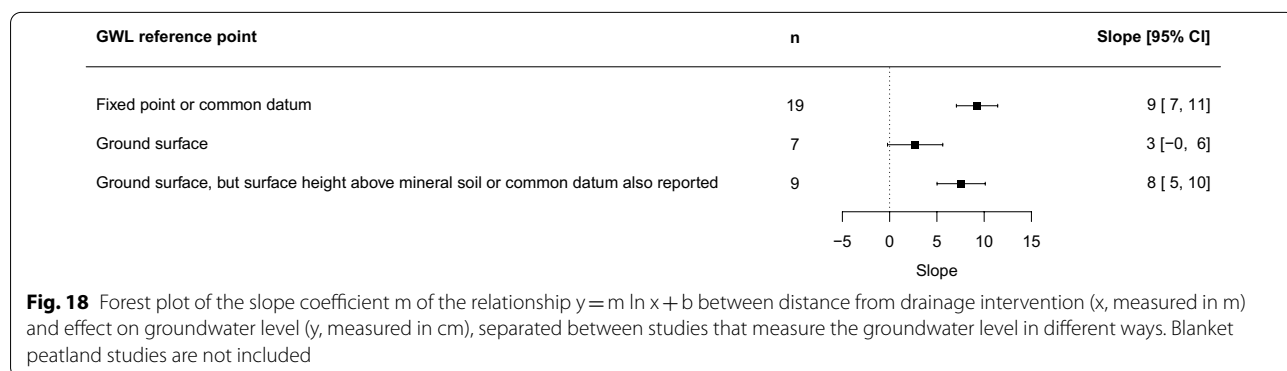 GWL reference point n Slope [95% CI]
Fixed point or common datum 19 9 [ 7, 11]
Ground surface 7 3 [−0, 6]
Ground surface, but surface height above mineral soil or common datum also reported 9 8 [ 5, 10]
−5 0 5 10 15
Slope
Fig. 18 Forest plot of the slope coefficient m of the relationship y = m ln x + b between distance from drainage intervention (x, measured in m)
and effect on groundwater level (y, measured in cm), separated between studies that measure the groundwater level in different ways. Blanket
peatland studies are not included